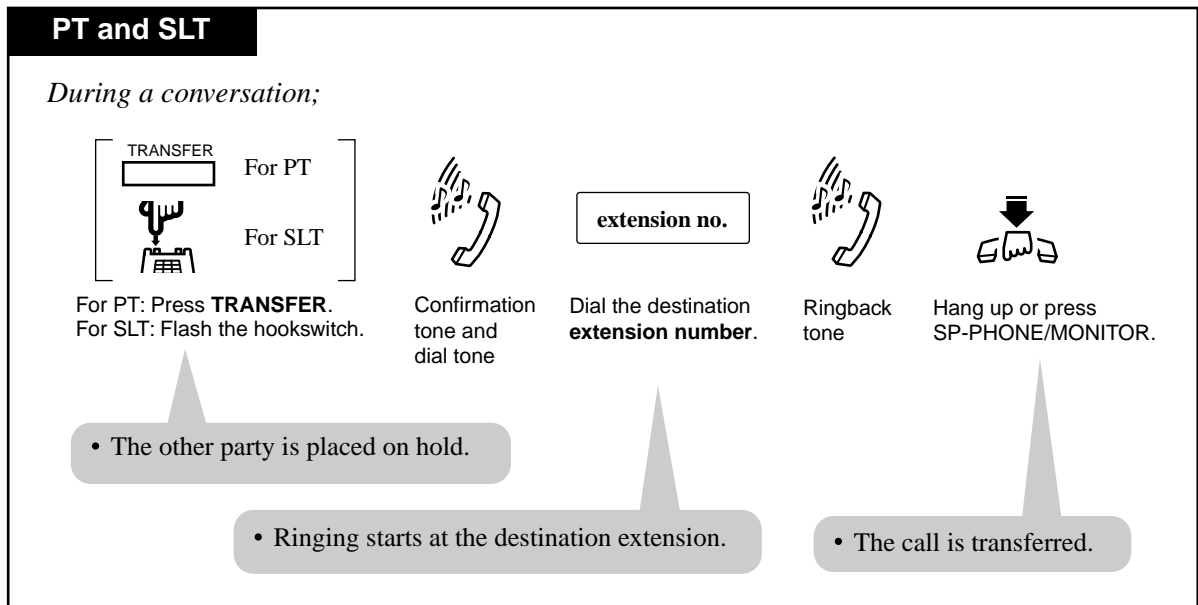 PT and SLT
During a conversation;
TRANSFER
For PT
For SLT
extension no.
For PT: Press TRANSFER.
For SLT: Flash the hookswitch.
Confirmation
tone and
dial tone
Dial the destination
extension number.
Ringback
tone
Hang up or press
SP-PHONE/MONITOR.
• The other party is placed on hold.
• Ringing starts at the destination extension.
• The call is transferred.